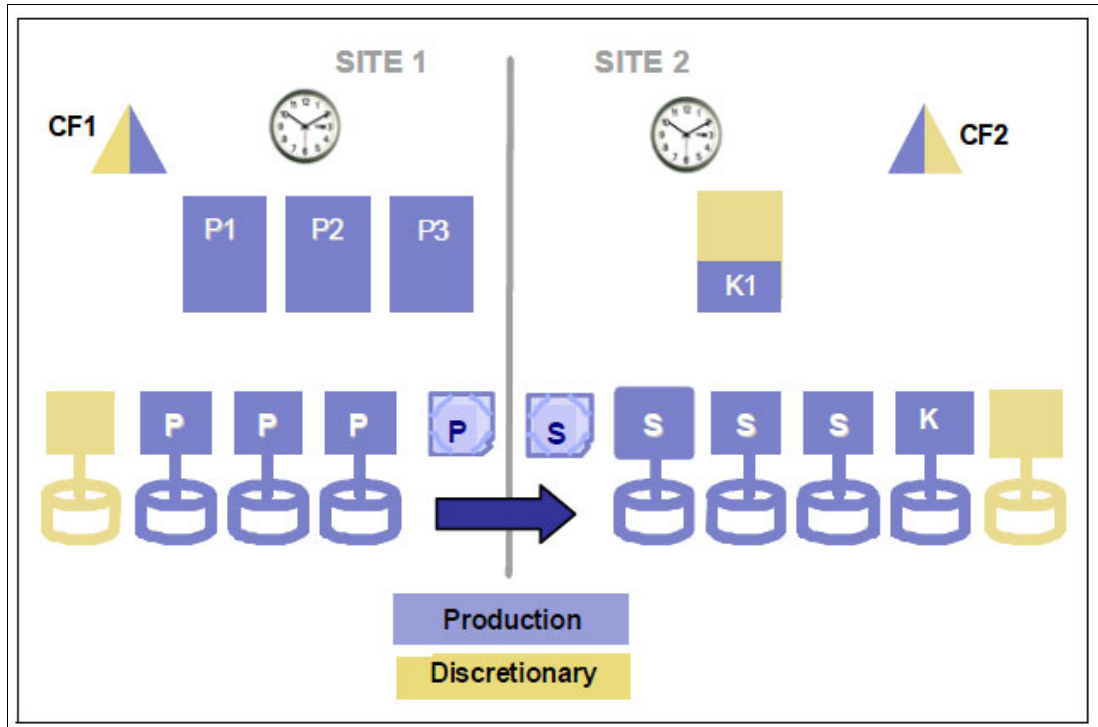 SITE 1
SITE 2
CF1
CF2
P1
P2
P3
K1
P
P
P
P
S
S
S
S
K
Production
Discretionary